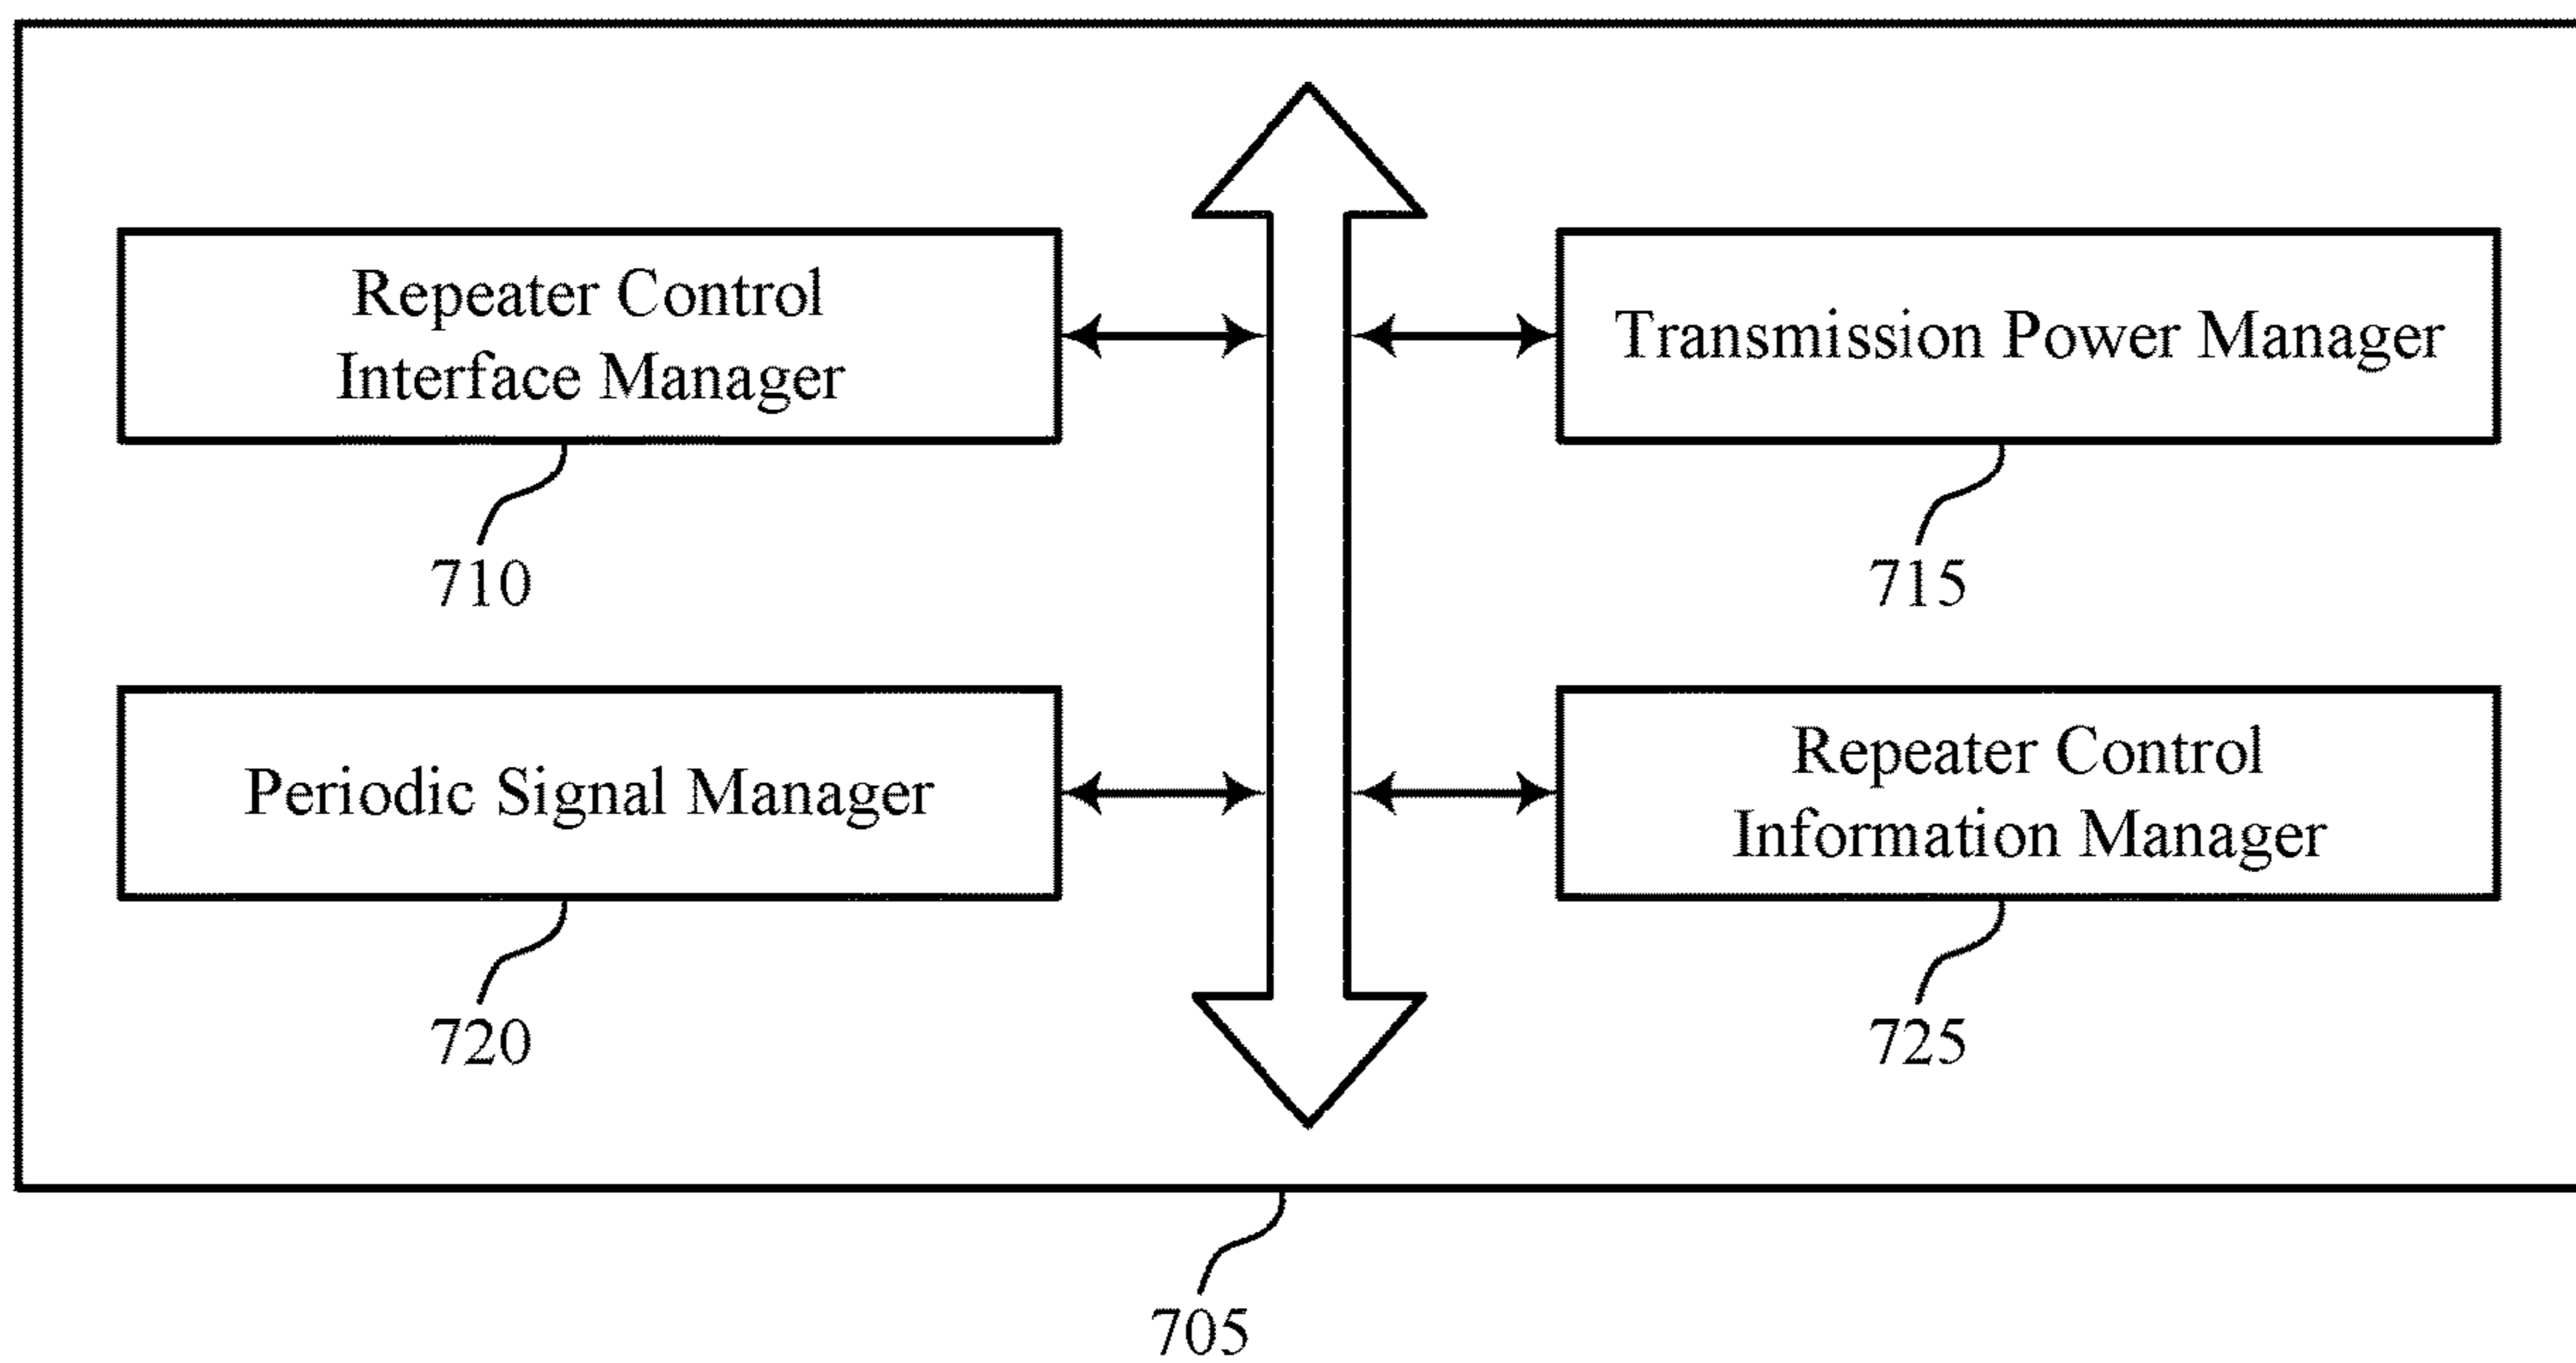 Repeater Control
Interface Manager
710
Transmission Power Manager
715
Periodic Signal Manager
720
Repeater Control
Information Manager
725
705